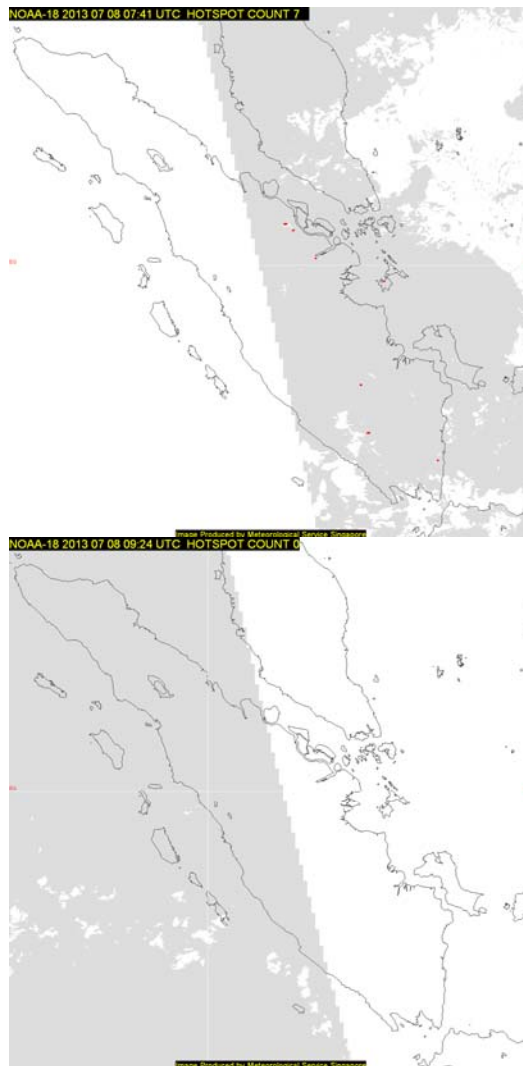 NOAA-18 2013 07 08 07:41 UTC HOTSPOT COUNT 7
Image Produced by Meteorological Service Singapore
NOAA-18 2013 07 08 09:24 UTC HOTSPOT COUNT 0
Image Produced by Meteorological Service Singapore